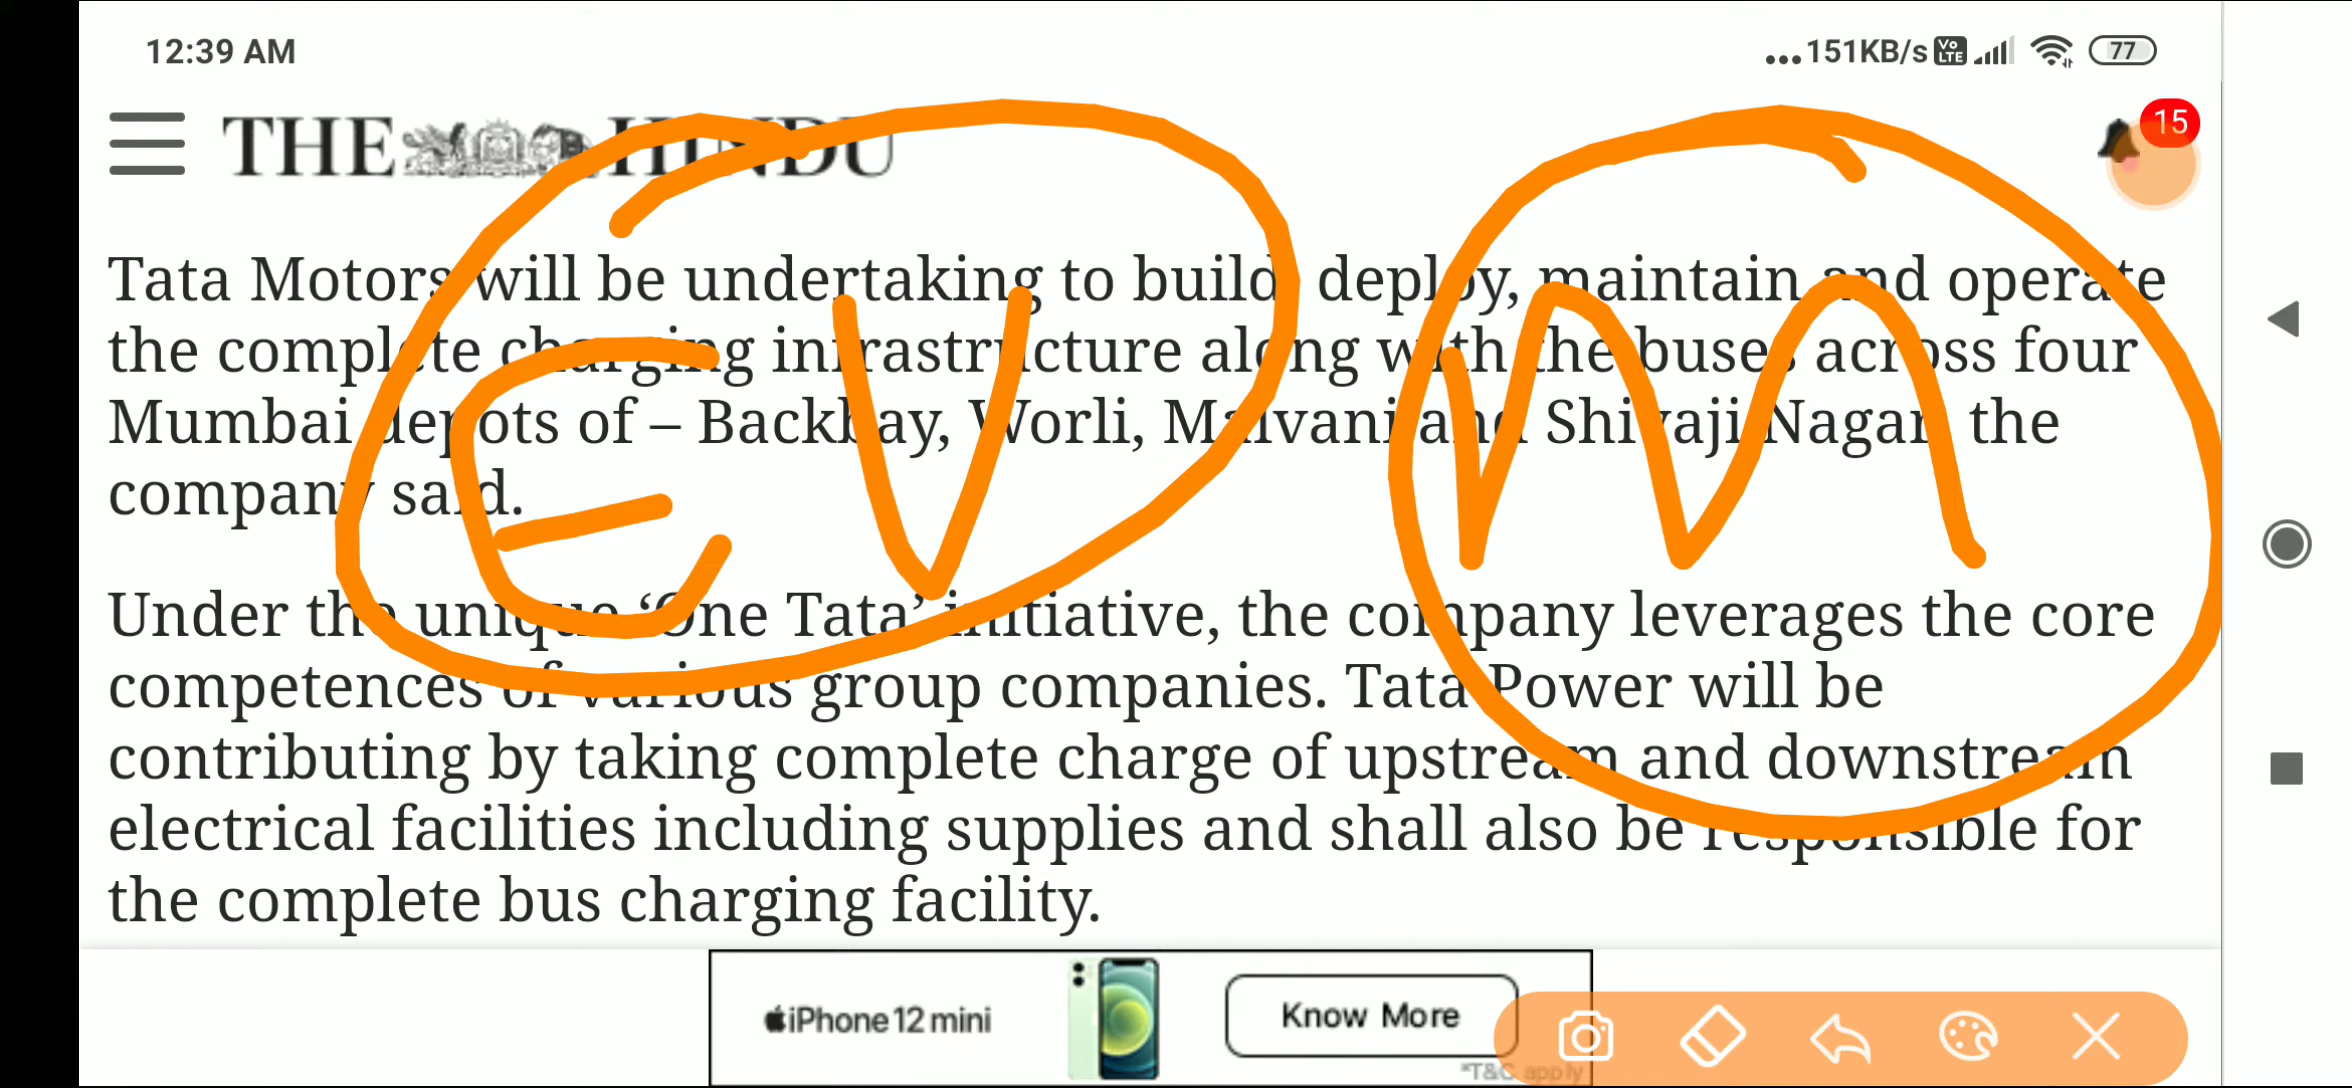 12:39 AM
...151KB/s Vo LTE 77
THE HINDU
15
Tata Motors will be undertaking to build, deploy, maintain and operate
the complete charging infrastructure along with the buses across four
Mumbai depots of – Backbay, Worli, Malvani and Shivaji Nagar, the
company said.
EV
M
Under the unique ‘One Tata’ initiative, the company leverages the core
competences of various group companies. Tata Power will be
contributing by taking complete charge of upstream and downstream
electrical facilities including supplies and shall also be responsible for
the complete bus charging facility.
iPhone 12 mini
Know More
*T&C apply